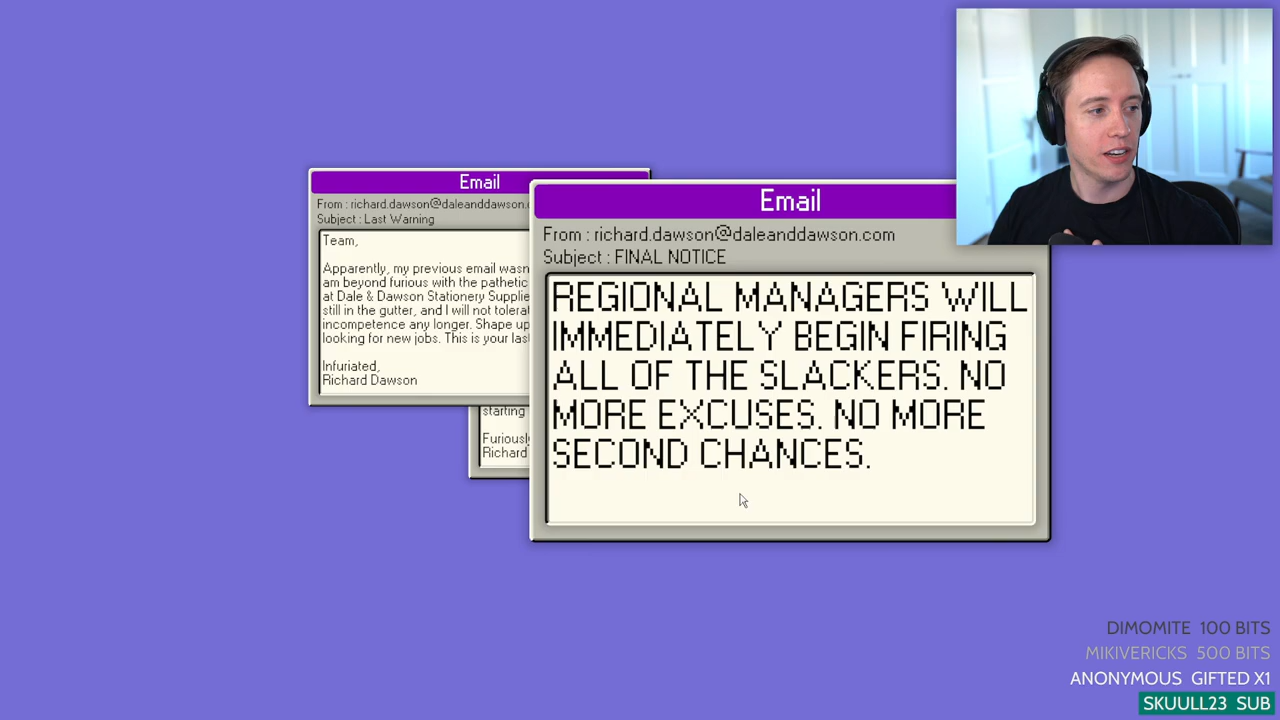 Email
From : richard.dawson@daleanddawson.
Subject : Last Warning
Team,
Apparently, my previous email wasn
am beyond furious with the pathetic
at Dale & Dawson Stationery Supplie
still in the gutter, and I will not tolerat
incompetence any longer. Shape up
looking for new jobs. This is your las
Infuriated,
Richard Dawson
starting
Furiously
Richard
Email
From : richard.dawson@daleanddawson.com
Subject : FINAL NOTICE
REGIONAL MANAGERS WILL
IMMEDIATELY BEGIN FIRING
ALL OF THE SLACKERS. NO
MORE EXCUSES. NO MORE
SECOND CHANCES.
DIMOMITE 100 BITS
MIKIVERICKS 500 BITS
ANONYMOUS GIFTED X1
SKUULL23 SUB